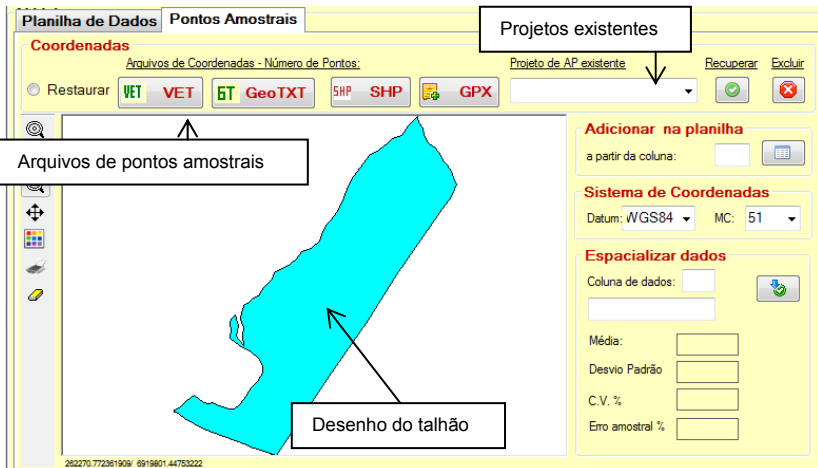 Planilha de Dados Pontos Amostrais
Projetos existentes
Coordenadas
Arquivos de Coordenadas - Número de Pontos:
Projeto de AP existente
Recuperar
Excluir
Restaurar
VET VET
GT GeoTXT
SHP SHP
GPX
Arquivos de pontos amostrais
Adicionar na planilha
a partir da coluna:
Sistema de Coordenadas
Datum: WGS84
MC: 51
Espacializar dados
Coluna de dados:
Média:
Desvio Padrão
C.V. %
Erro amostral %
Desenho do talhão
262270.772361909/ 6919801.44753222